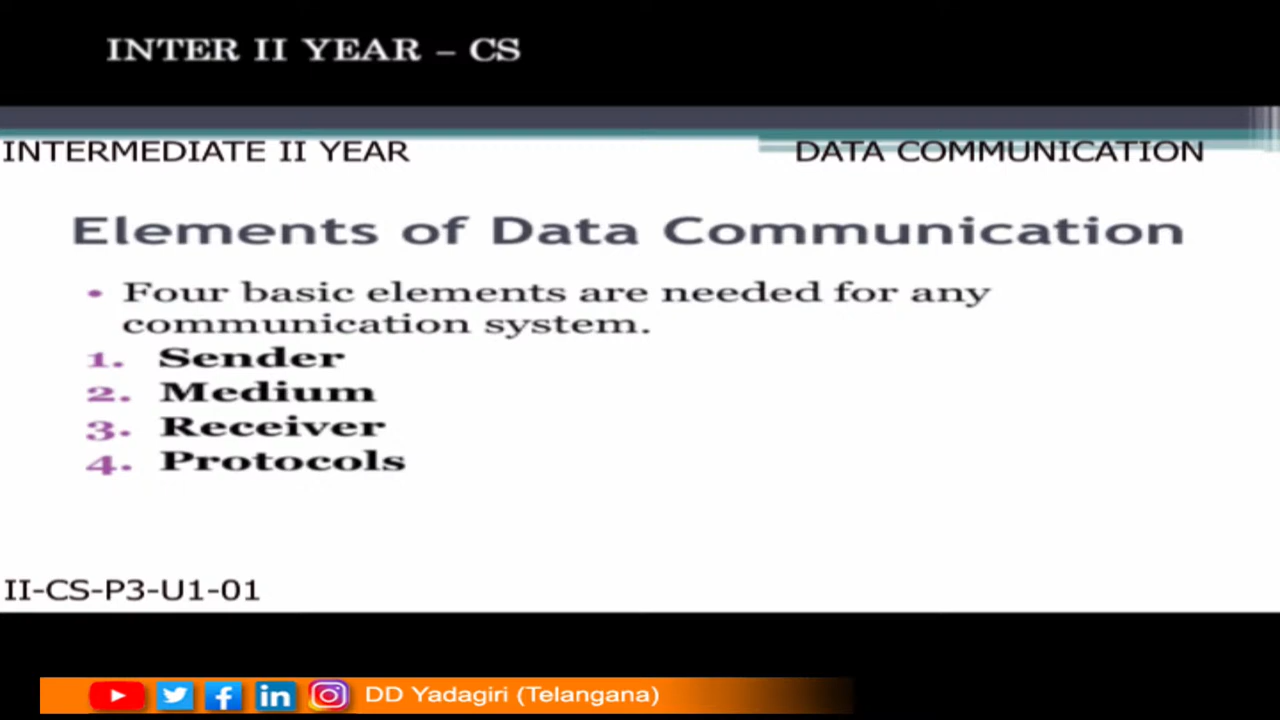 INTER II YEAR – CS
INTERMEDIATE II YEAR
DATA COMMUNICATION
Elements of Data Communication
• Four basic elements are needed for any
communication system.
1. Sender
2. Medium
3. Receiver
4. Protocols
II-CS-P3-U1-01
DD Yadagiri (Telangana)